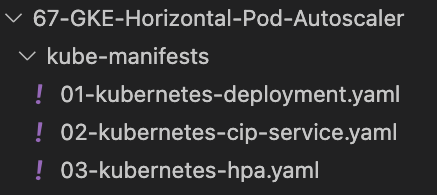 67-GKE-Horizontal-Pod-Autoscaler
kube-manifests
! 01-kubernetes-deployment.yaml
! 02-kubernetes-cip-service.yaml
! 03-kubernetes-hpa.yaml